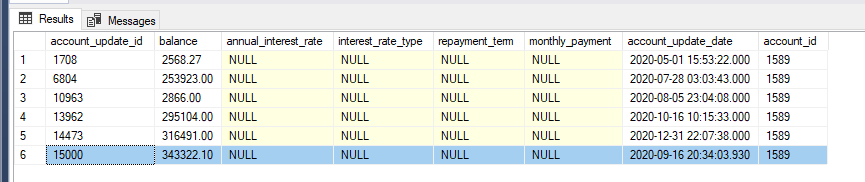 Results Messages
account_update_id balance annual_interest_rate interest_rate_type repayment_term monthly_payment account_update_date account_id
1 1708 2568.27 NULL NULL NULL NULL 2020-05-01 15:53:22.000 1589
2 6804 253923.00 NULL NULL NULL NULL 2020-07-28 03:03:43.000 1589
3 10963 2866.00 NULL NULL NULL NULL 2020-08-05 23:04:08.000 1589
4 13962 295104.00 NULL NULL NULL NULL 2020-10-16 10:15:33.000 1589
5 14473 316491.00 NULL NULL NULL NULL 2020-12-31 22:07:38.000 1589
6 15000 343322.10 NULL NULL NULL NULL 2020-09-16 20:34:03.930 1589